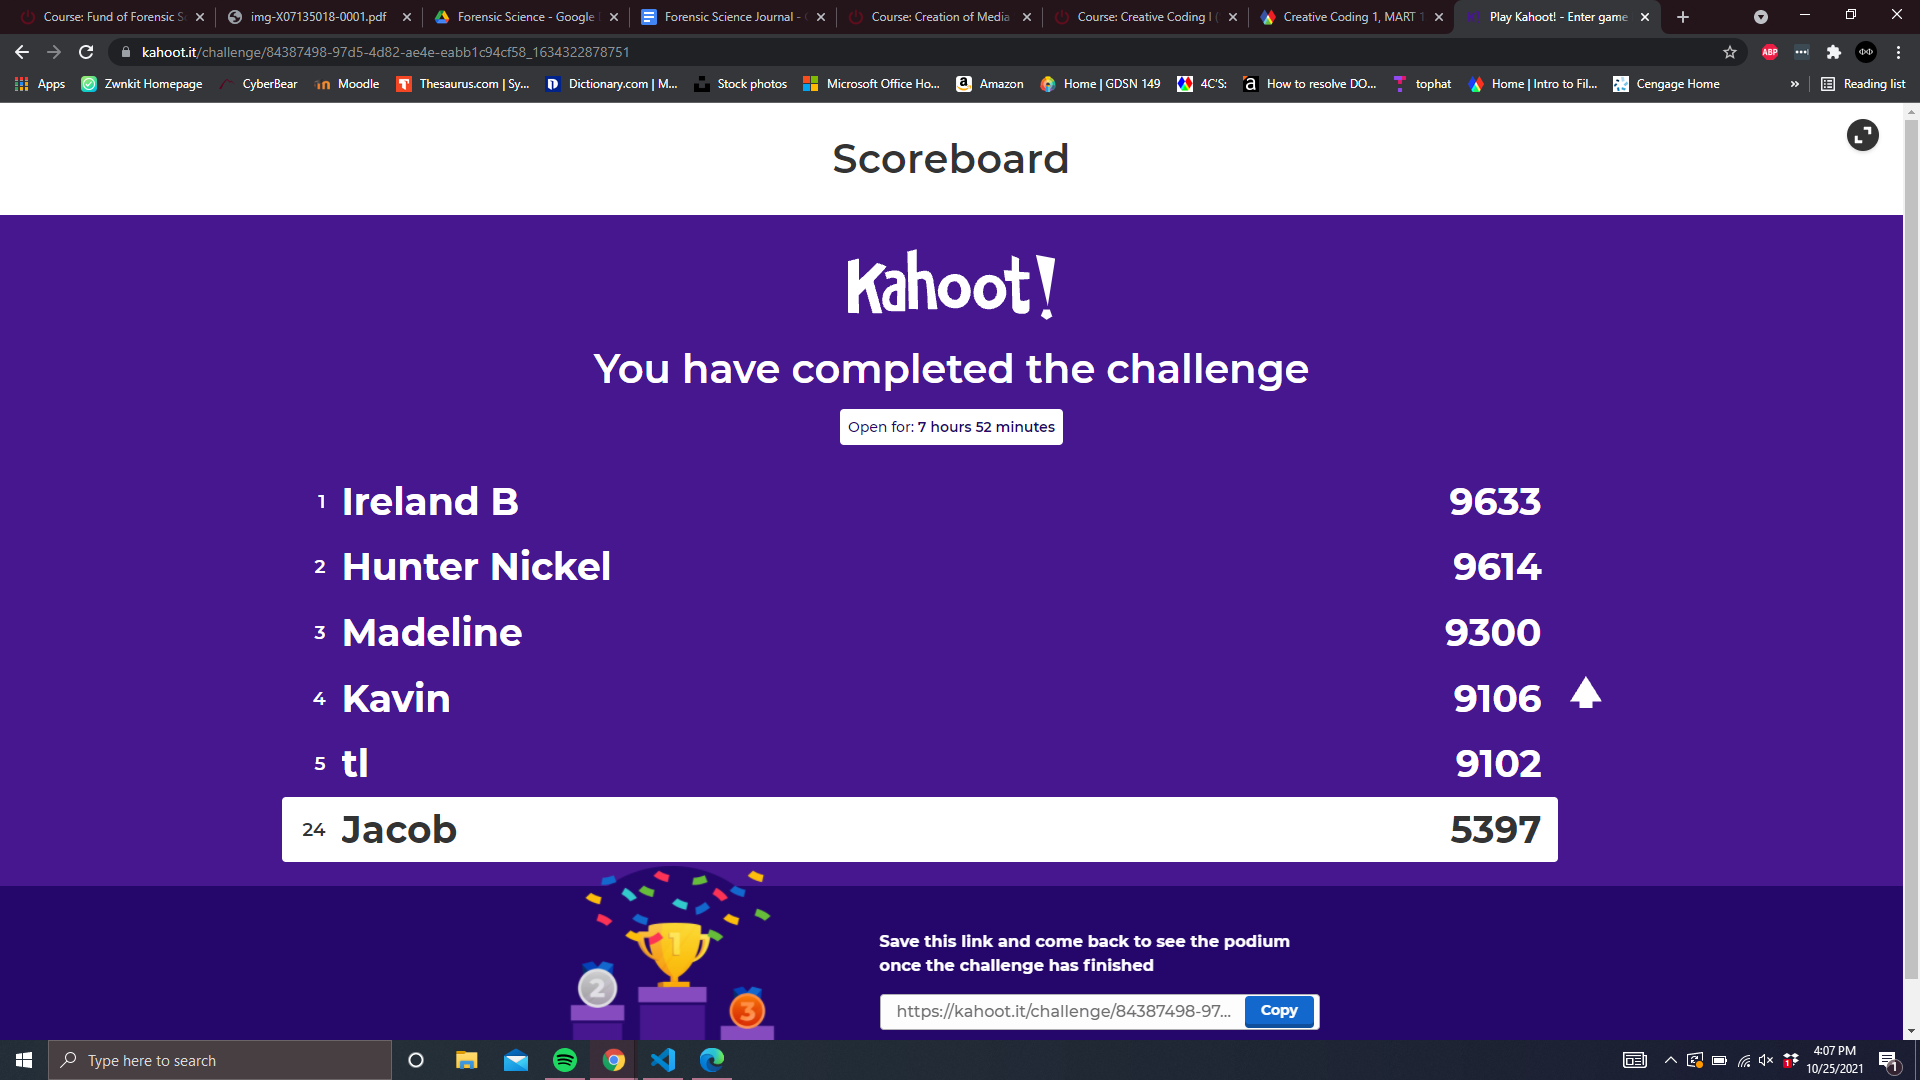 Course: Fund of Forensic S
img-X07135018-0001.pdf
Forensic Science - Google
Forensic Science Journal -
Course: Creation of Media
Course: Creative Coding I (
Creative Coding 1, MART 1
Play Kahoot! - Enter game
kahoot.it/challenge/84387498-97d5-4d82-ae4e-eabb1c94cf58_1634322878751
ABP
Apps
Zwnkit Homepage
CyberBear
Moodle
Thesaurus.com | Sy...
Dictionary.com | M...
Stock photos
Microsoft Office Ho...
Amazon
Home | GDSN 149
4C'S:
How to resolve DO...
tophat
Home | Intro to Fil...
Cengage Home
»
Reading list
Scoreboard
Kahoot!
You have completed the challenge
Open for: 7 hours 52 minutes
1 Ireland B 9633
2 Hunter Nickel 9614
3 Madeline 9300
4 Kavin 9106
5 tl 9102
24 Jacob 5397
1
2
3
Save this link and come back to see the podium
once the challenge has finished
https://kahoot.it/challenge/84387498-97...
Copy
Type here to search
4:07 PM
10/25/2021
1